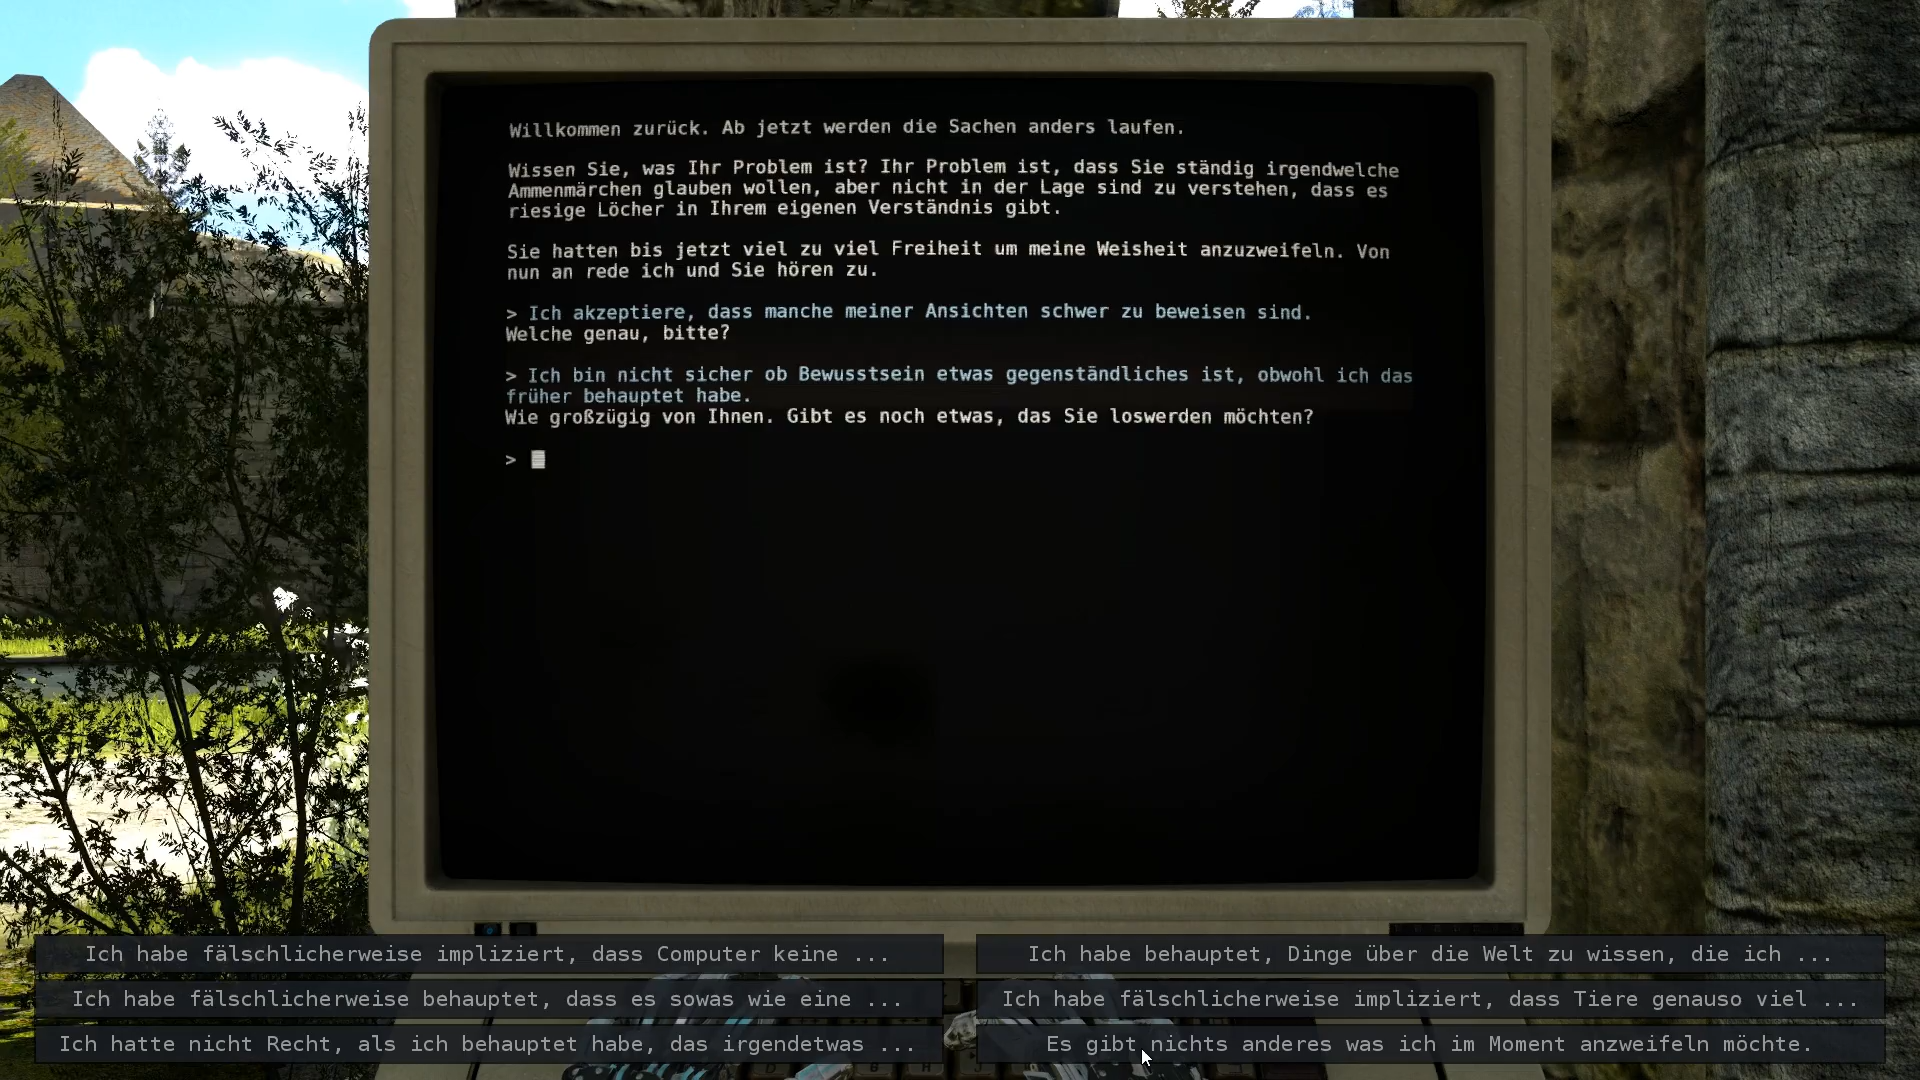 Willkommen zurück. Ab jetzt werden die Sachen anders laufen.
Wissen Sie, was Ihr Problem ist? Ihr Problem ist, dass Sie ständig irgendwelche
Ammenmärchen glauben wollen, aber nicht in der Lage sind zu verstehen, dass es
riesige Löcher in Ihrem eigenen Verständnis gibt.
Sie hatten bis jetzt viel zu viel Freiheit um meine Weisheit anzuzweifeln. Von
nun an rede ich und Sie hören zu.
> Ich akzeptiere, dass manche meiner Ansichten schwer zu beweisen sind.
Welche genau, bitte?
> Ich bin nicht sicher ob Bewusstsein etwas gegenständliches ist, obwohl ich das
früher behauptet habe.
Wie großzügig von Ihnen. Gibt es noch etwas, das Sie loswerden möchten?
>
Ich habe fälschlicherweise impliziert, dass Computer keine ...
Ich habe behauptet, Dinge über die Welt zu wissen, die ich ...
Ich habe fälschlicherweise behauptet, dass es sowas wie eine ...
Ich habe fälschlicherweise impliziert, dass Tiere genauso viel ...
Ich hatte nicht Recht, als ich behauptet habe, das irgendetwas ...
Es gibt nichts anderes was ich im Moment anzweifeln möchte.